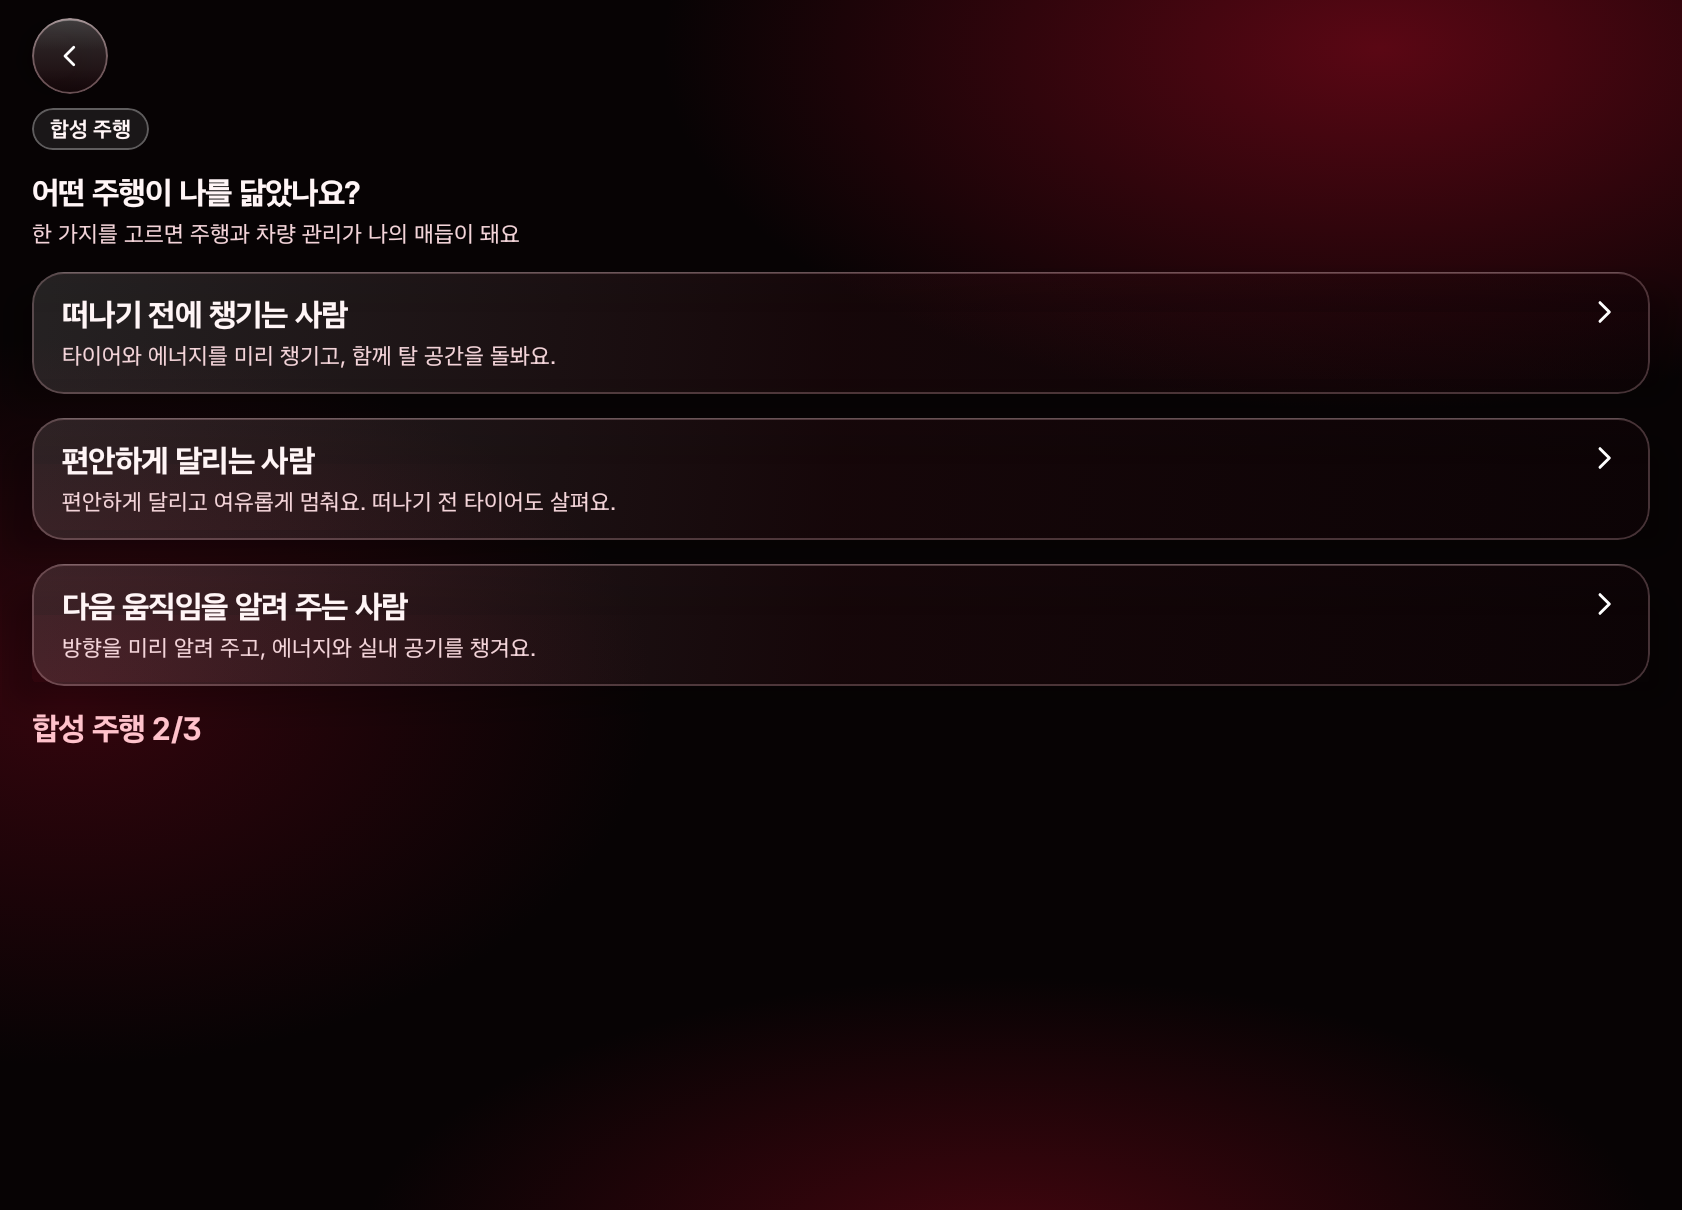 합성 주행
어떤 주행이 나를 닮았나요?
한 가지를 고르면 주행과 차량 관리가 나의 매듭이 돼요
떠나기 전에 챙기는 사람
타이어와 에너지를 미리 챙기고, 함께 탈 공간을 돌봐요.
편안하게 달리는 사람
편안하게 달리고 여유롭게 멈춰요. 떠나기 전 타이어도 살펴요.
다음 움직임을 알려 주는 사람
방향을 미리 알려 주고, 에너지와 실내 공기를 챙겨요.
합성 주행 2/3